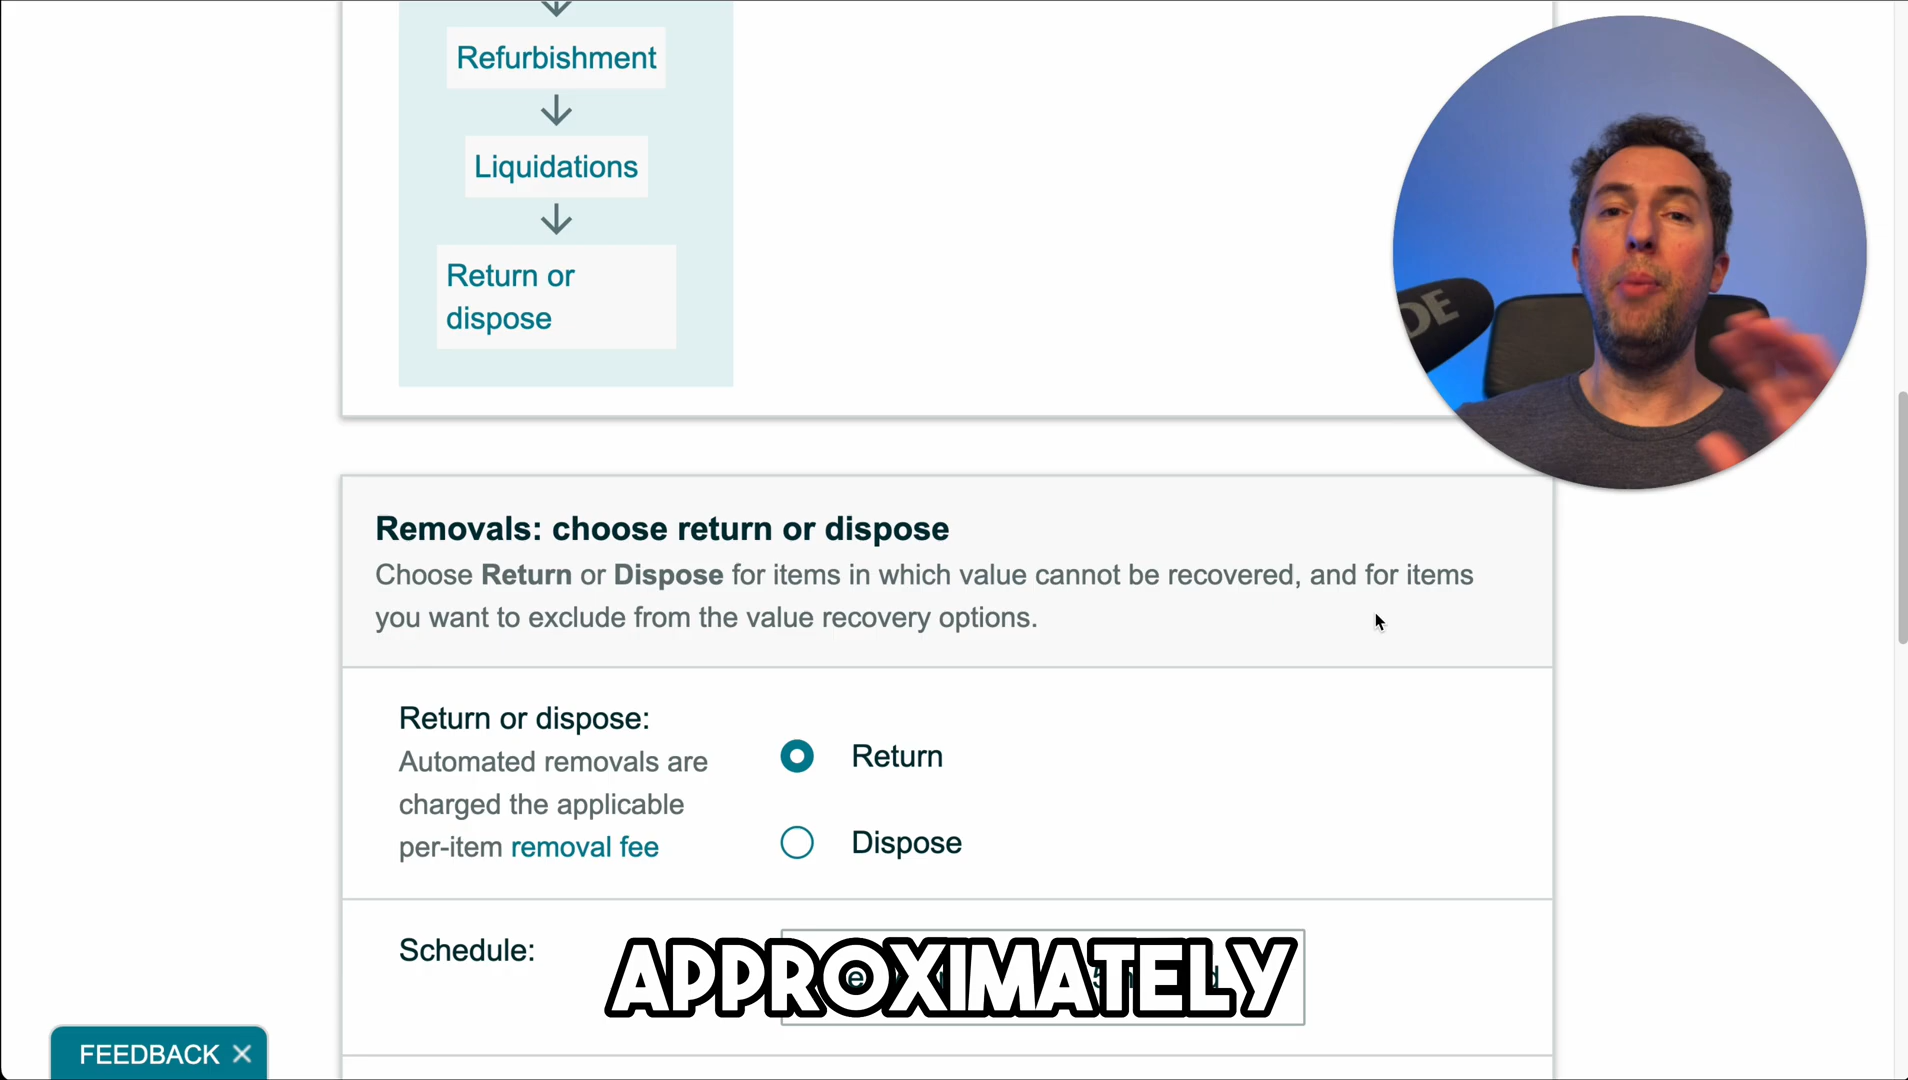 Refurbishment
Liquidations
Return or
dispose
DE
Removals: choose return or dispose
Choose Return or Dispose for items in which value cannot be recovered, and for items
you want to exclude from the value recovery options.
Return or dispose:
Automated removals are
charged the applicable
per-item removal fee
Return
Dispose
Schedule:
APPROXIMATELY
FEEDBACK